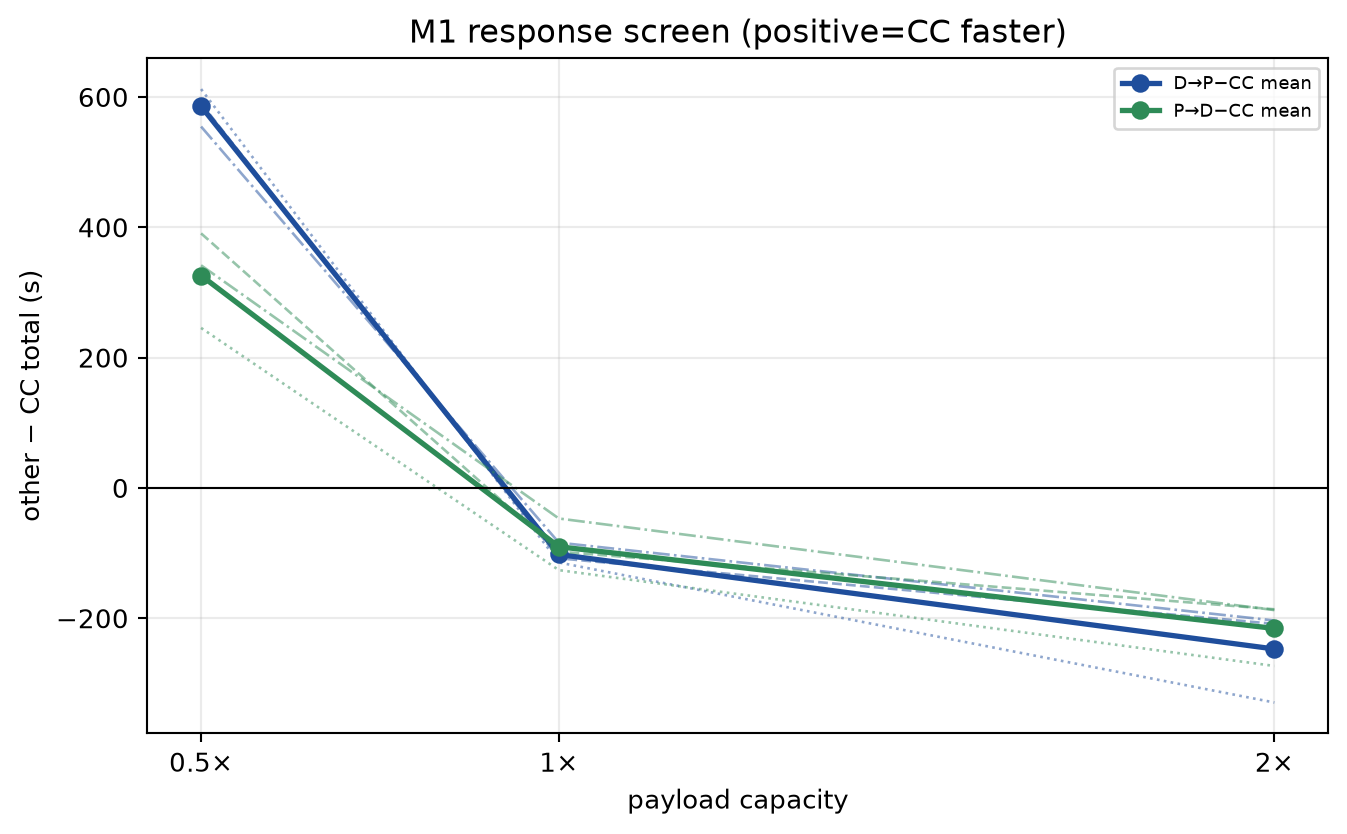 M1 response screen (positive=CC faster)
D→P−CC mean
P→D−CC mean
other − CC total (s)
600
400
200
0
−200
0.5×
1×
2×
payload capacity